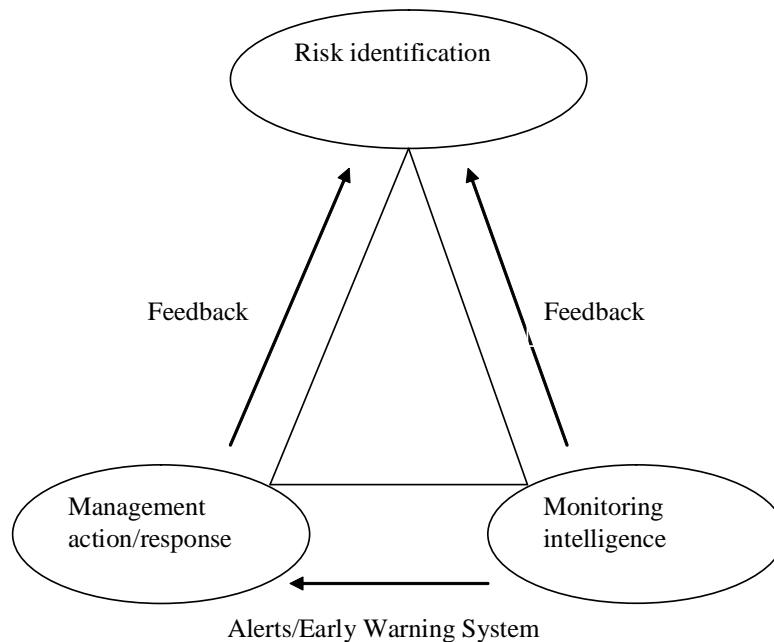 Risk identification
Feedback
Feedback
Management
action/response
Monitoring
intelligence
Alerts/Early Warning System